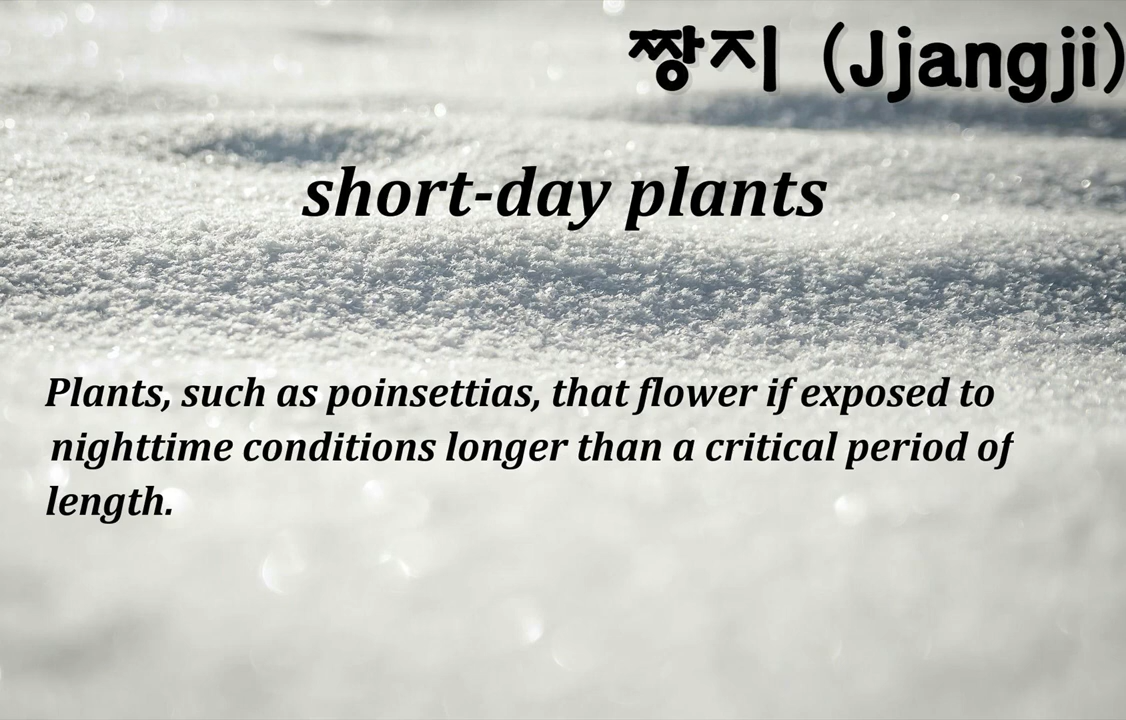 짱지 (Jjangji)
short-day plants
Plants, such as poinsettias, that flower if exposed to
nighttime conditions longer than a critical period of
length.